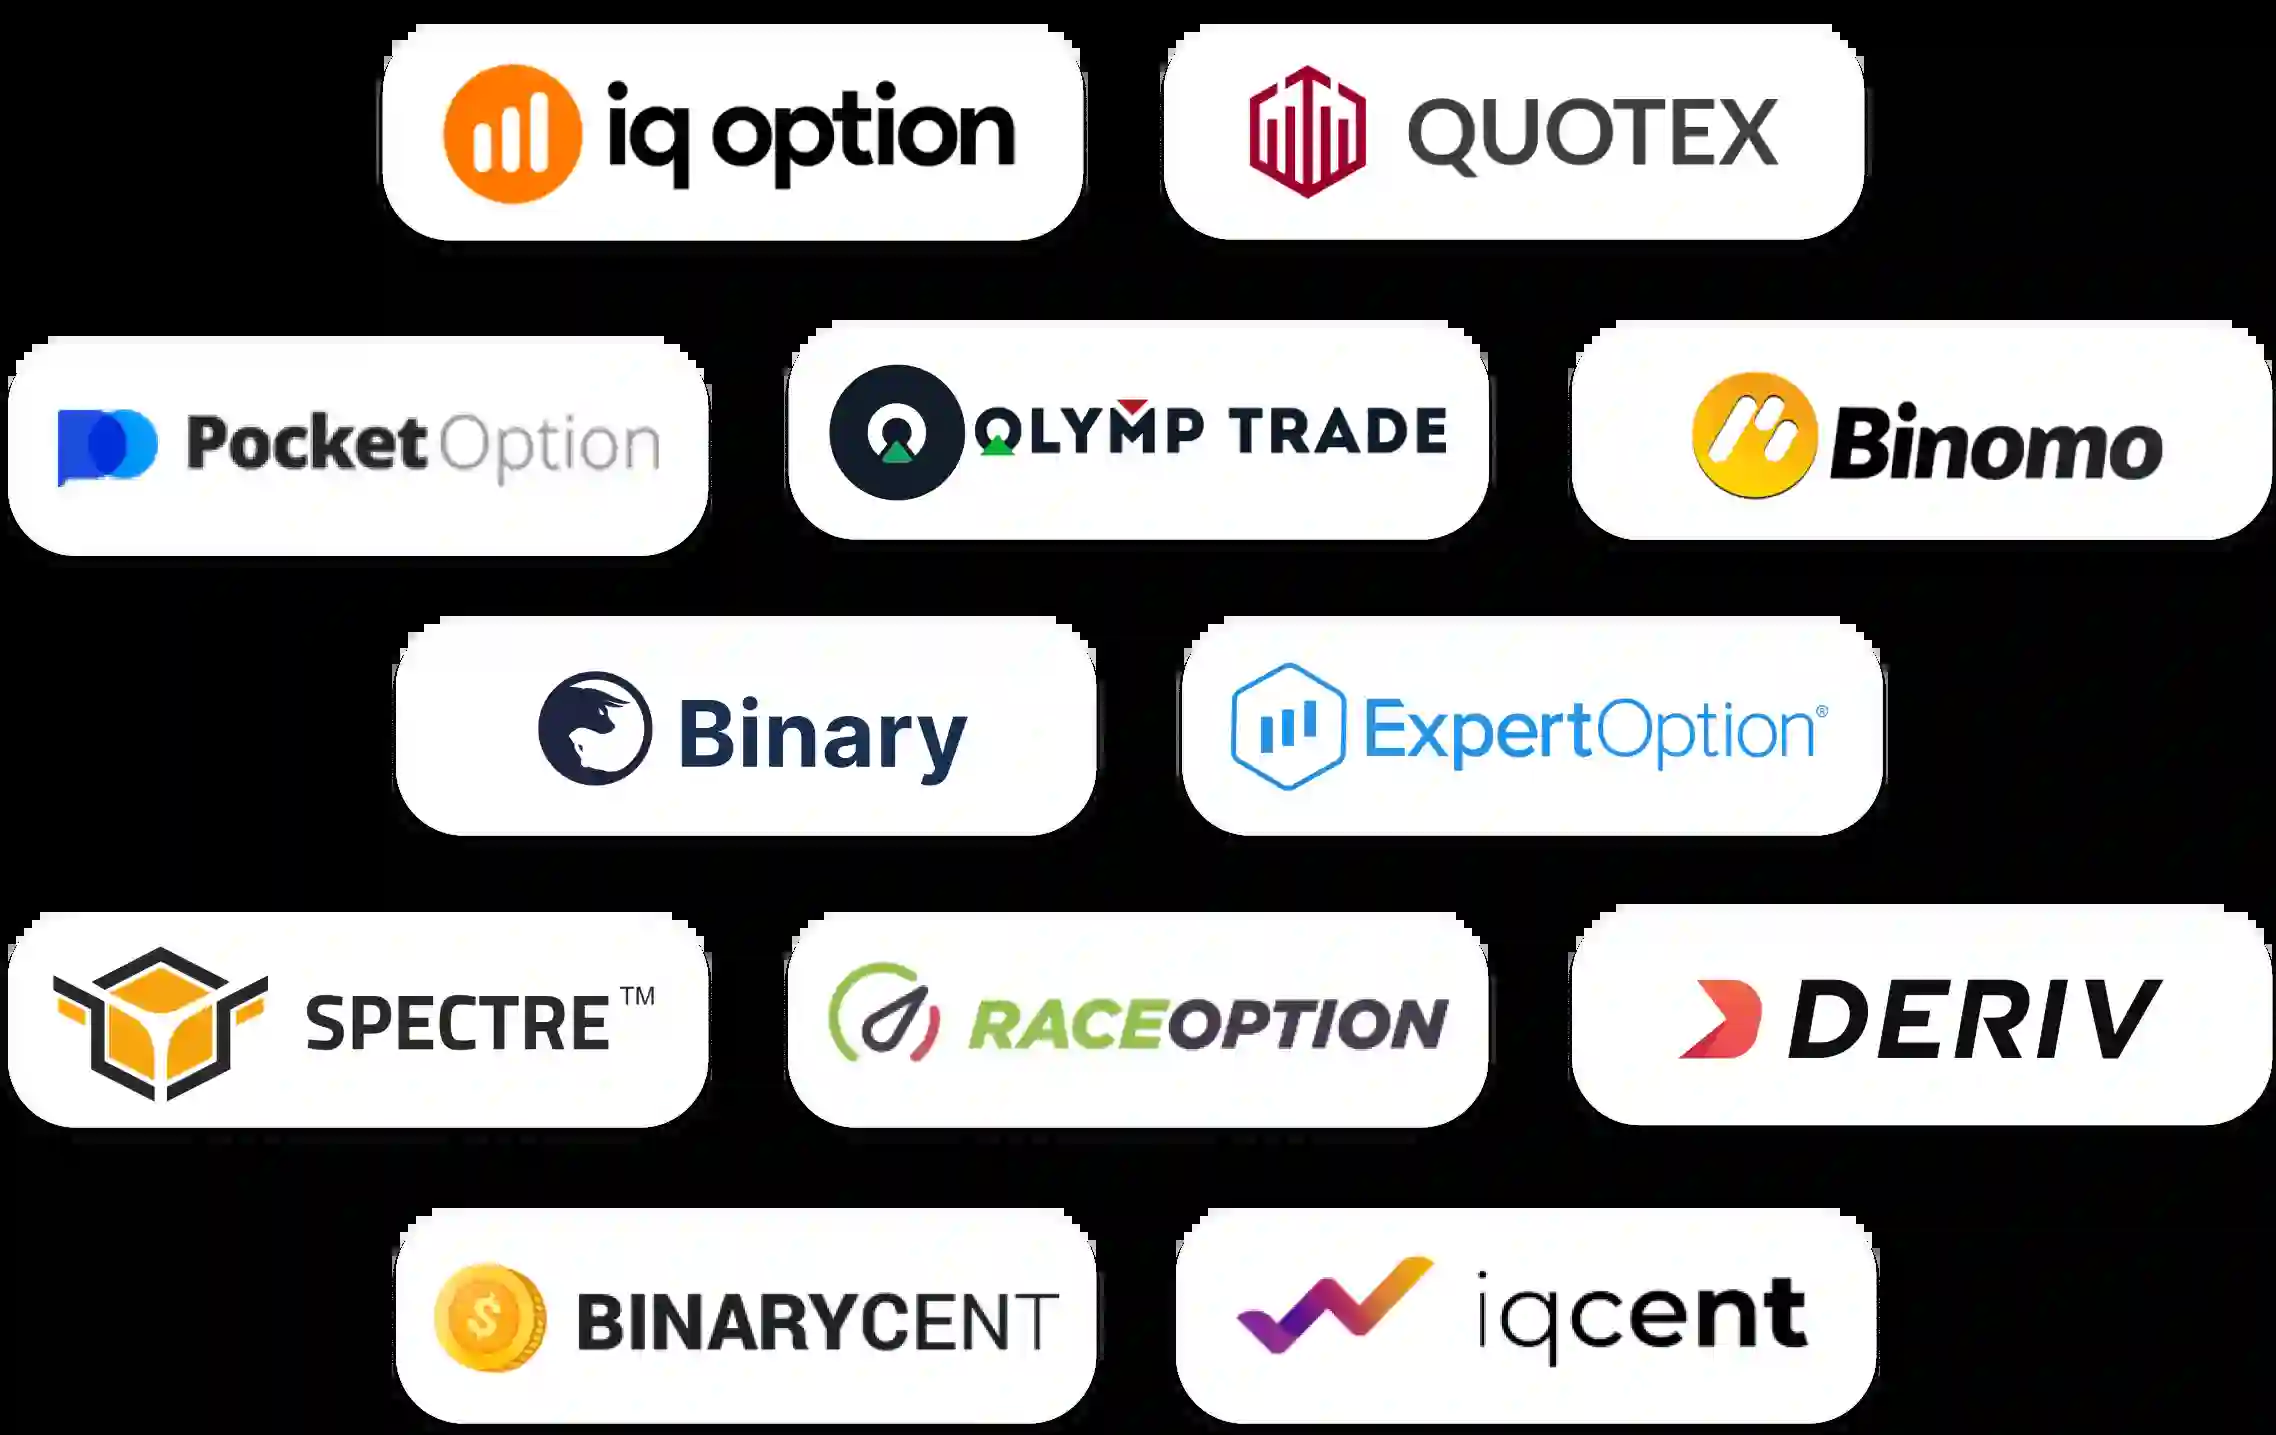 iq option
QUOTEX
Pocket Option
OLYMP TRADE
Binomo
Binary
ExpertOption®
SPECTRE™
RACEOPTION
DERIV
$
BINARYCENT
iqcent